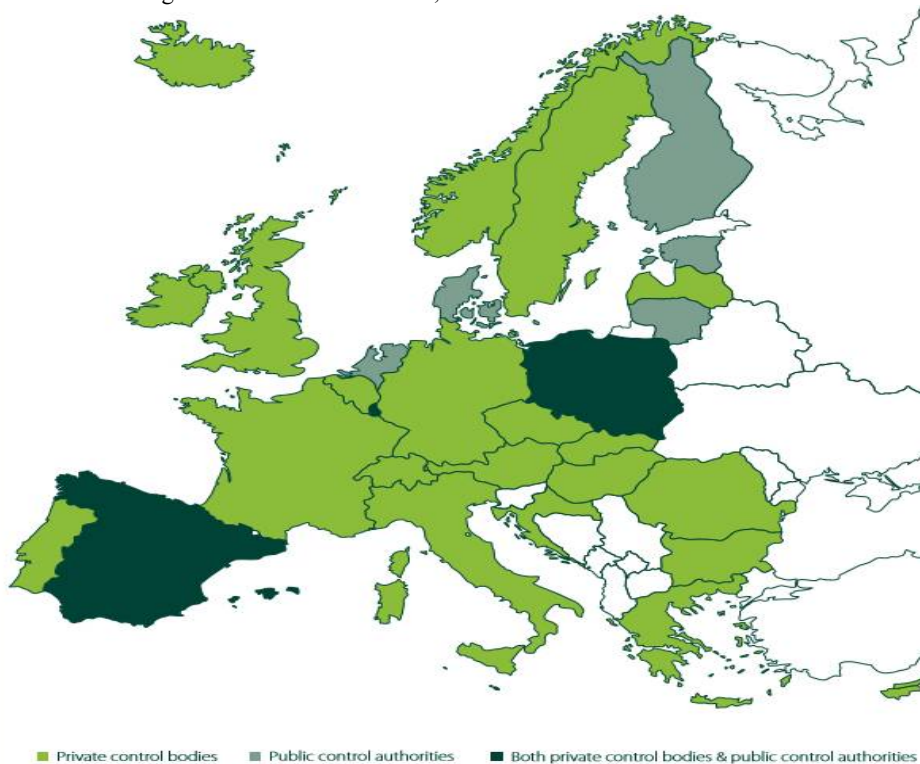 Private control bodies
Public control authorities
Both private control bodies & public control authorities